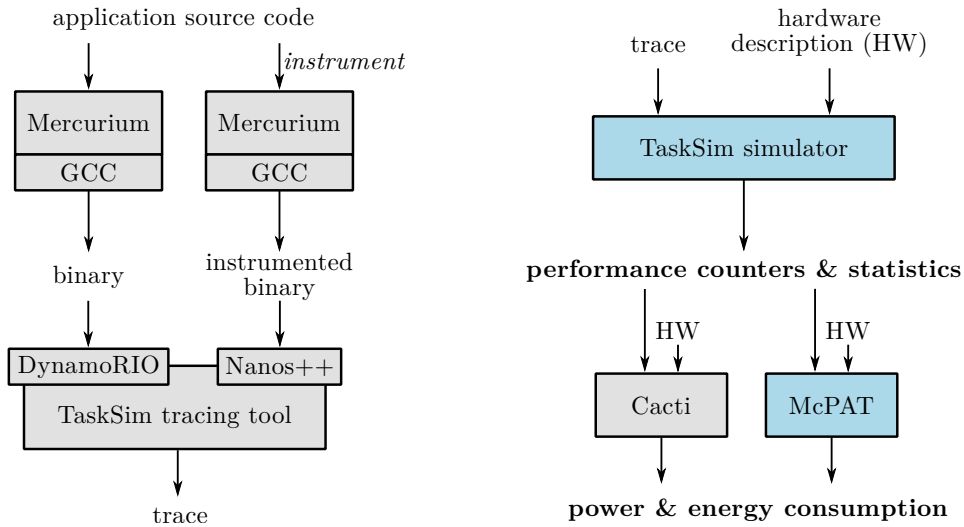 application source code
instrument
Mercurium
GCC
Mercurium
GCC
binary
instrumented
binary
DynamoRIO
Nanos++
TaskSim tracing tool
trace
trace
hardware
description (HW)
TaskSim simulator
performance counters & statistics
HW
HW
Cacti
McPAT
power & energy consumption